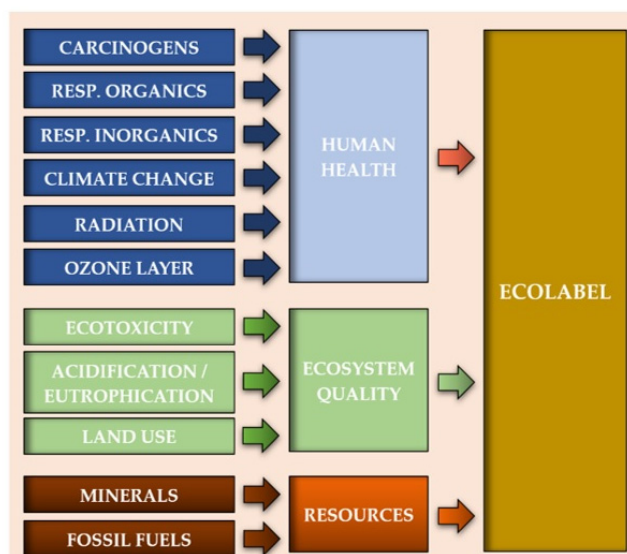 CARCINOGENS
RESP. ORGANICS
RESP. INORGANICS
CLIMATE CHANGE
RADIATION
OZONE LAYER
HUMAN
HEALTH
ECOTOXICITY
ACIDIFICATION /
EUTROPHICATION
LAND USE
ECOSYSTEM
QUALITY
MINERALS
FOSSIL FUELS
RESOURCES
ECOLABEL